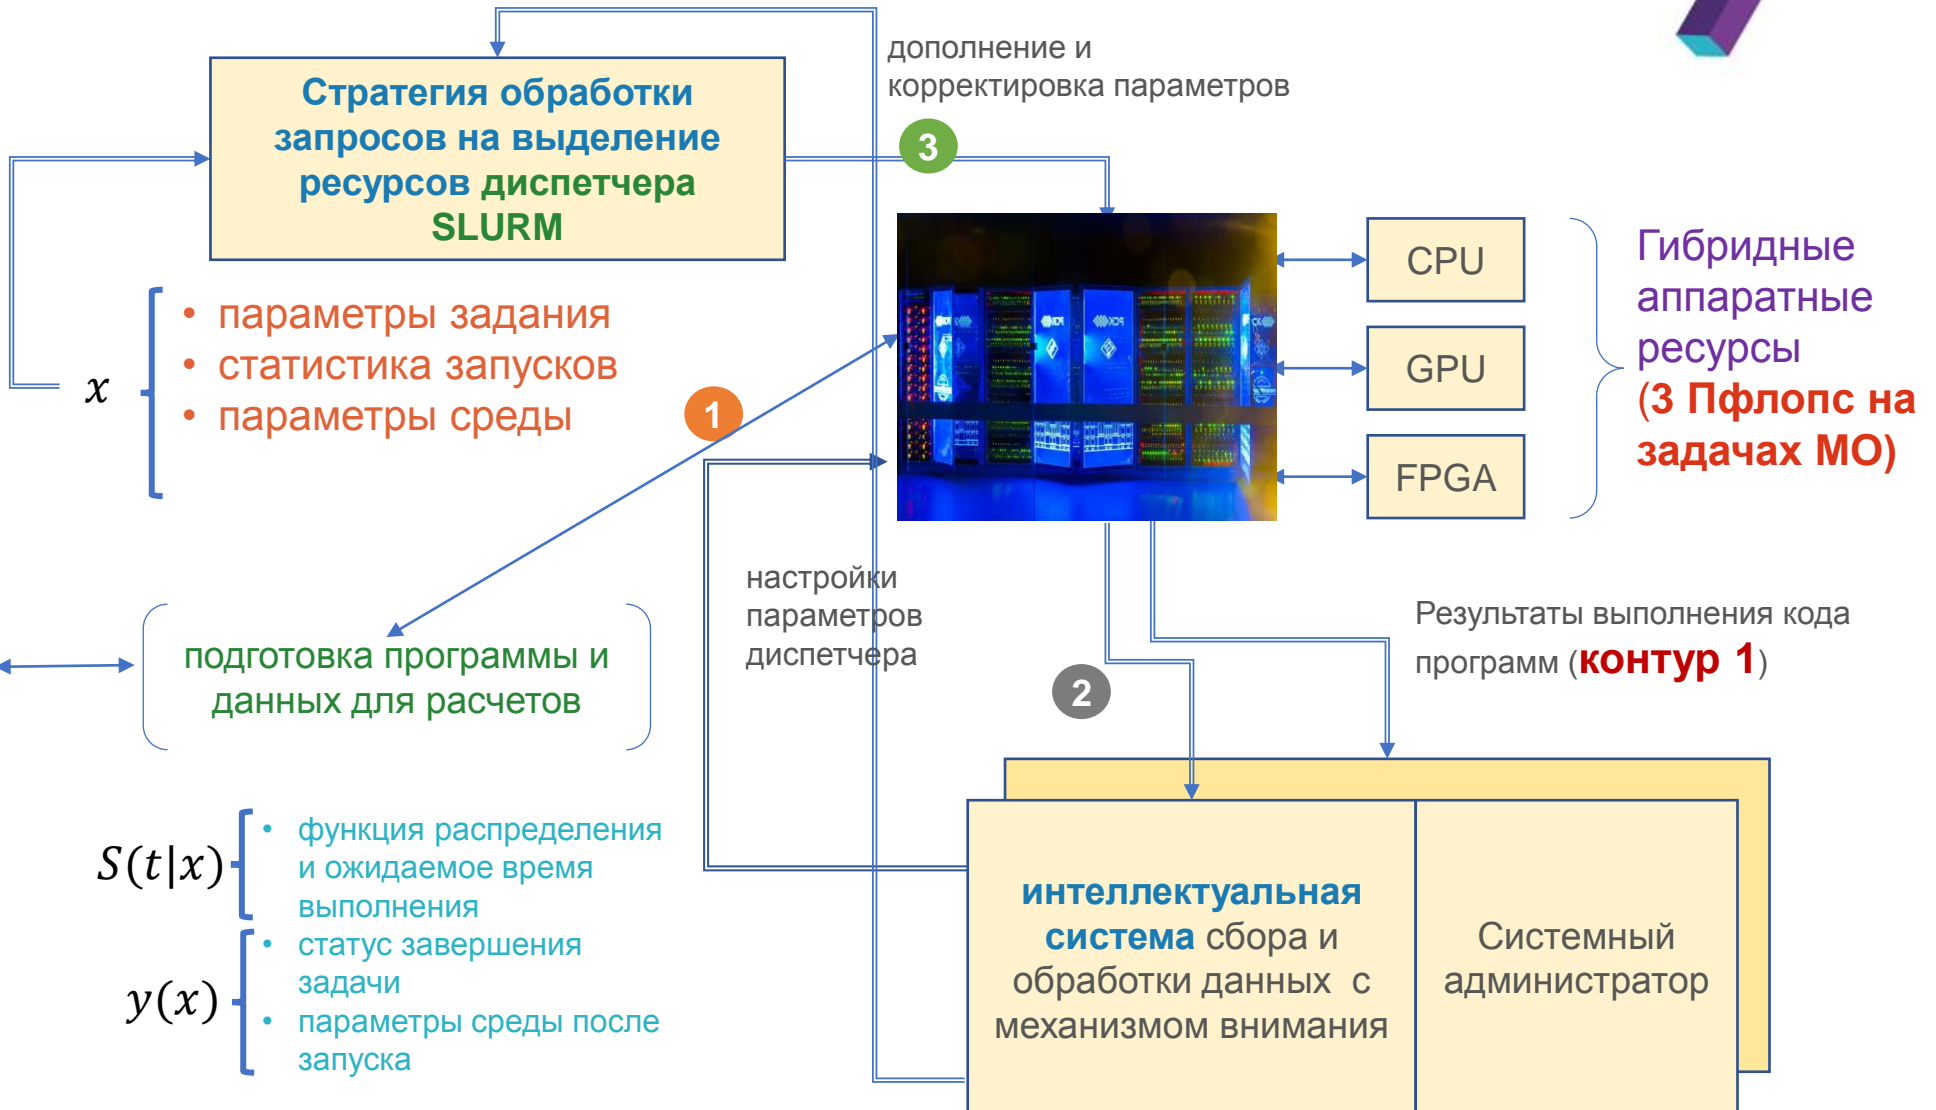 дополнение и
корректировка параметров
Стратегия обработки
запросов на выделение
ресурсов диспетчера
SLURM
3
x
• параметры задания
• статистика запусков
• параметры среды
1
РСК
РСК
CPU
GPU
FPGA
Гибридные
аппаратные
ресурсы
(3 Пфлопс на
задачах МО)
настройки
параметров
диспетчера
подготовка программы и
данных для расчетов
2
Результаты выполнения кода
программ (контур 1)
S(t|x)
• функция распределения
и ожидаемое время
выполнения
y(x)
• статус завершения
задачи
• параметры среды после
запуска
интеллектуальная
система сбора и
обработки данных с
механизмом внимания
Системный
администратор